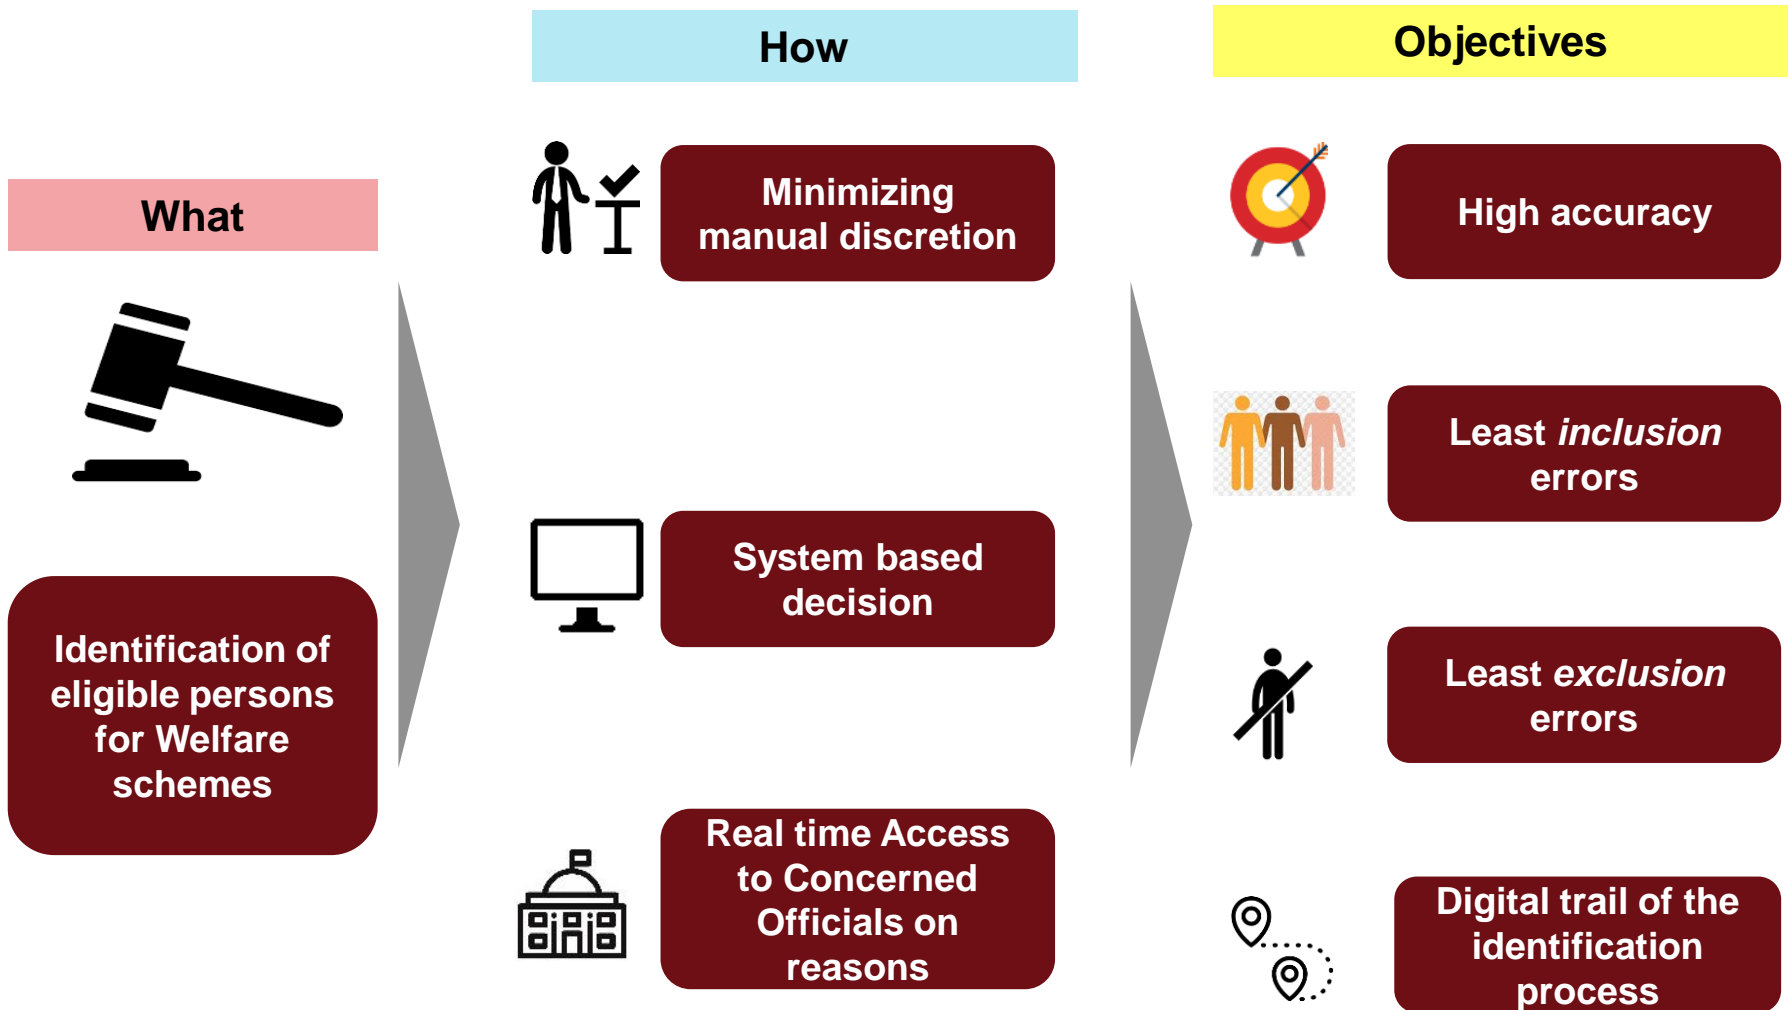 What
Identification of
eligible persons
for Welfare
schemes
How
Minimizing
manual discretion
System based
decision
Real time Access
to Concerned
Officials on
reasons
Objectives
High accuracy
Least inclusion
errors
Least exclusion
errors
Digital trail of the
identification
process